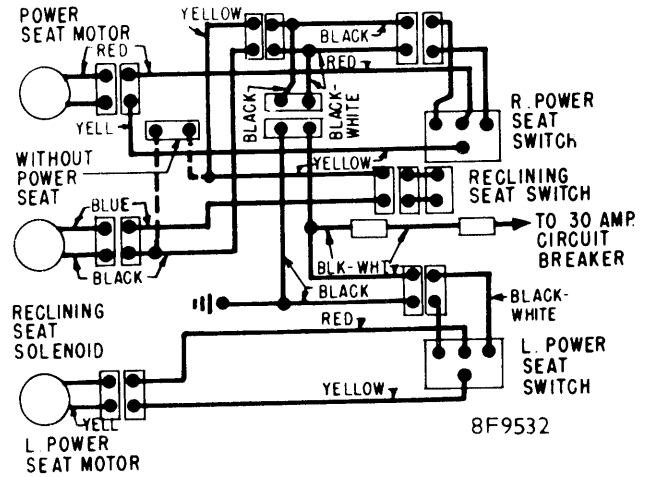 POWER
SEAT MOTOR
RED
YELLOW
BLACK
RED
BLACK
BLACK-
WHITE
R. POWER
SEAT
SWITCH
YELL
WITHOUT
POWER
SEAT
YELLOW
RECLINING
SEAT SWITCH
BLUE
BLACK
TO 30 AMP.
CIRCUIT
BREAKER
BLK-WHT
BLACK
BLACK-
WHITE
RECLINING
SEAT
SOLENOID
RED
L. POWER
SEAT
SWITCH
YELLOW
YELL
L. POWER
SEAT MOTOR
8F9532